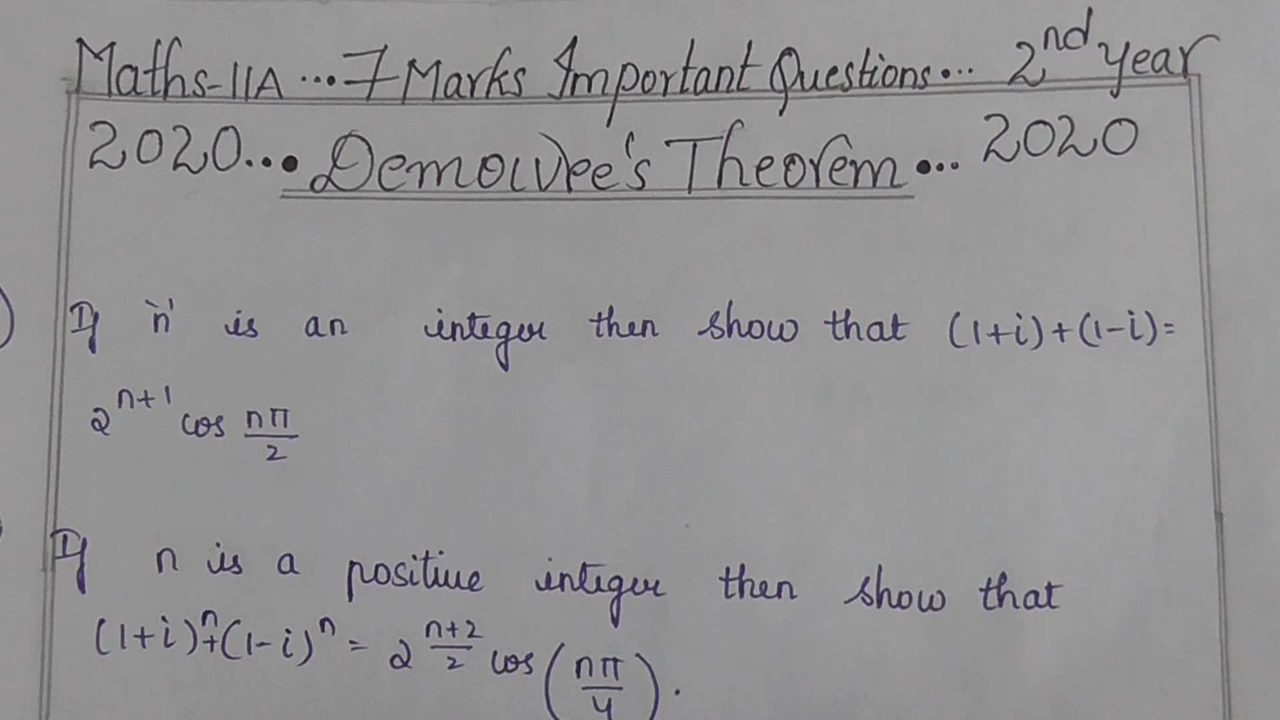 Maths-IIA...7 Marks Important Questions... 2nd year
2020... Demoivree's Theorem... 2020
) If 'n' is an integer then show that (1+i)+(1-i)=
2^{n+1} cos nπ/2
If n is a positive integer then show that
(1+i)^n+(1-i)^n = 2^{(n+2)/2} cos(nπ/4).